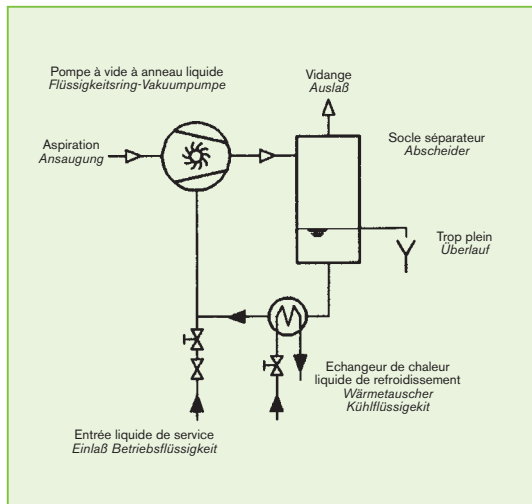 Pompe à vide à anneau liquide
Flüssigkeitsring-Vakuumpumpe
Vidange
Auslaß
Aspiration
Ansaugung
Socle séparateur
Abscheider
Trop plein
Überlauf
Echangeur de chaleur
liquide de refroidissement
Wärmetauscher
Kühlflüssigekit
Entrée liquide de service
Einlaß Betriebsflüssigkeit